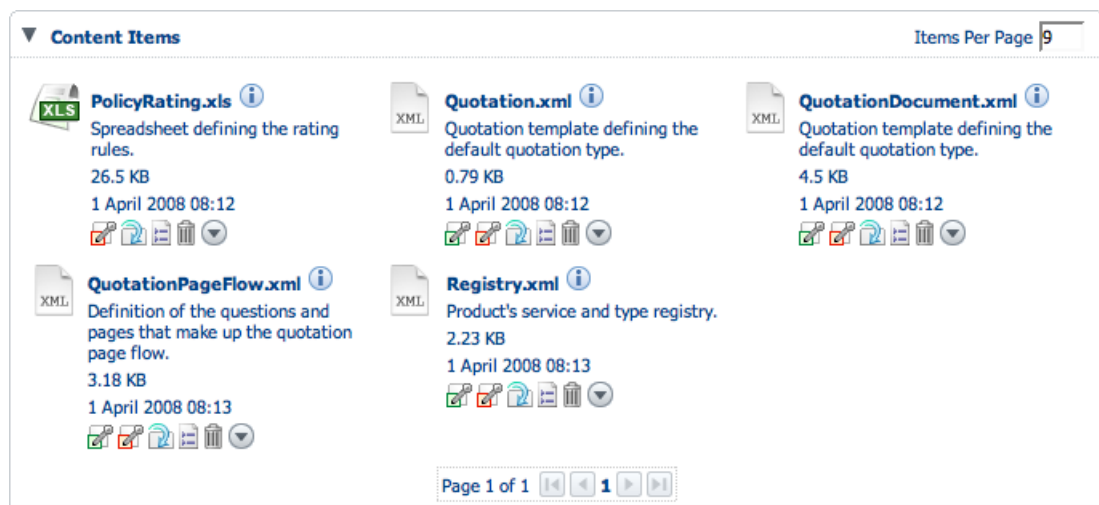 Content Items
Items Per Page 9
XLS
PolicyRating.xls i
Spreadsheet defining the rating
rules.
26.5 KB
1 April 2008 08:12
XML
Quotation.xml i
Quotation template defining the
default quotation type.
0.79 KB
1 April 2008 08:12
XML
QuotationDocument.xml i
Quotation template defining the
default quotation type.
4.5 KB
1 April 2008 08:12
XML
QuotationPageFlow.xml i
Definition of the questions and
pages that make up the quotation
page flow.
3.18 KB
1 April 2008 08:13
XML
Registry.xml i
Product's service and type registry.
2.23 KB
1 April 2008 08:13
Page 1 of 1 1